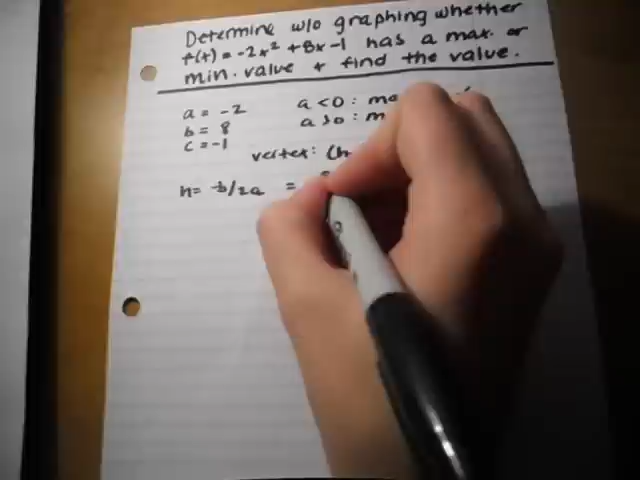 Determine w/o graphing whether
f(x) = -2x² + 8x - 1 has a max. or
min. value + find the value.
a = -2 a < 0 :
b = 8 a > 0 :
c = -1
vertex: (h
h = -b/2a =